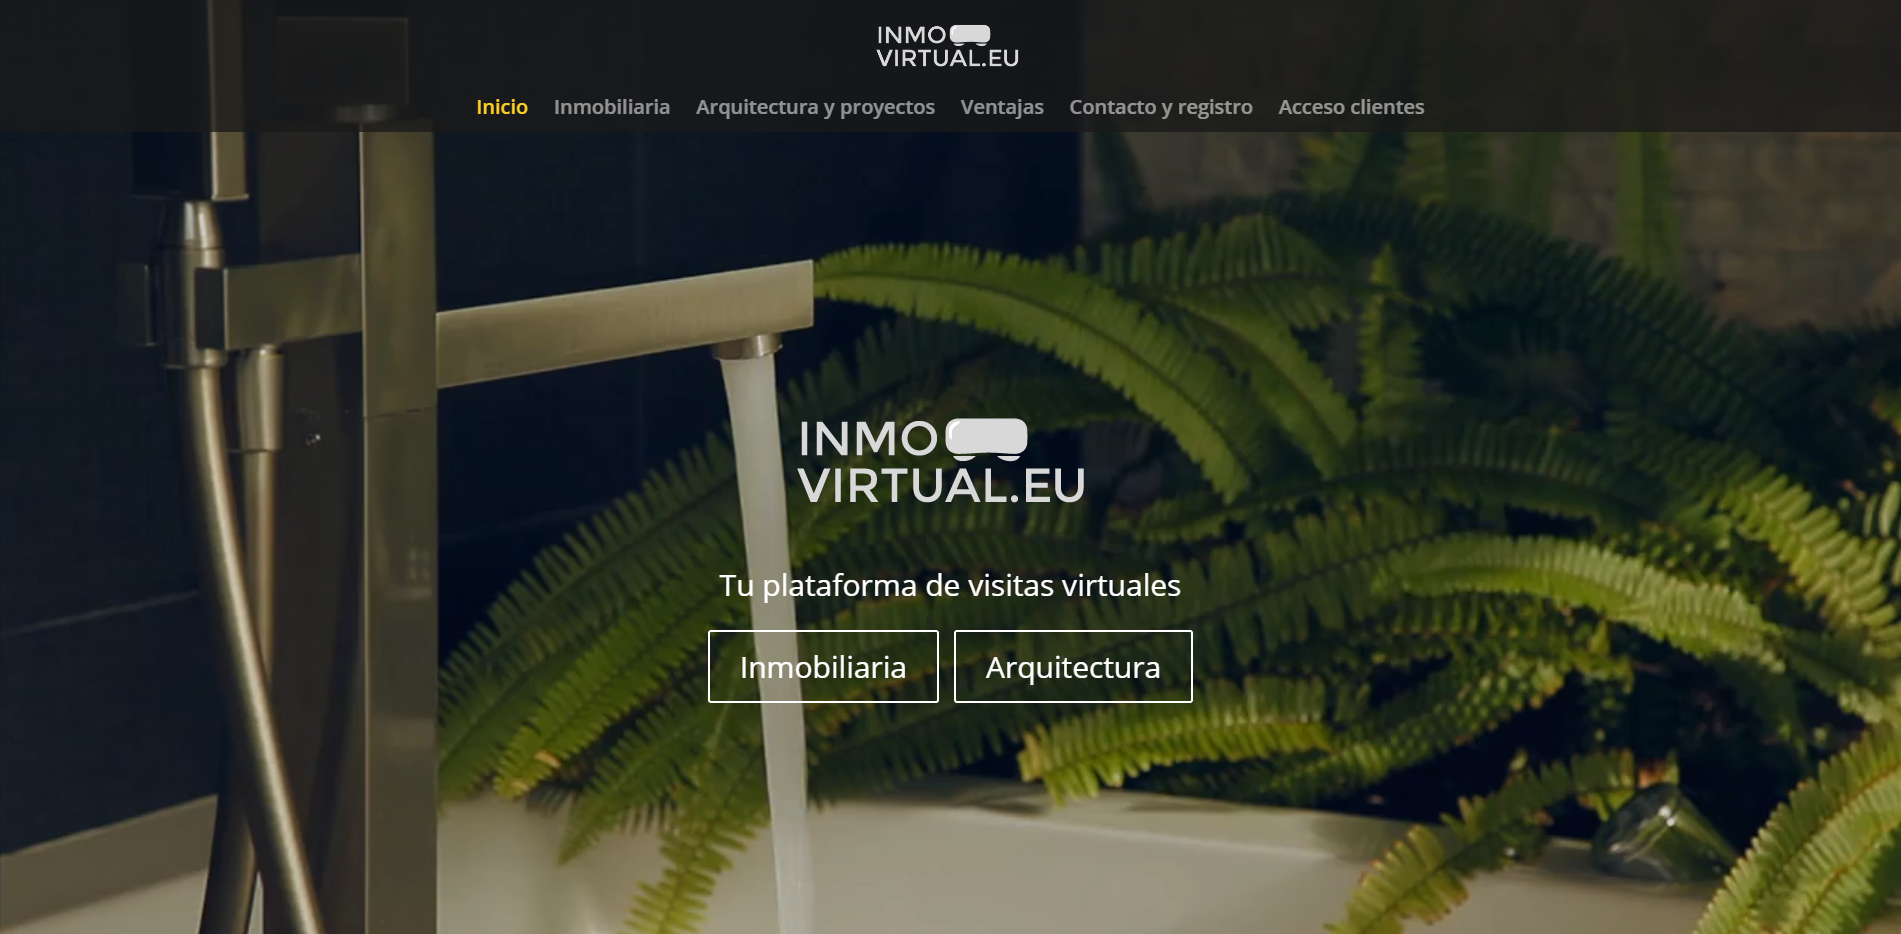 INMO
VIRTUAL.EU
Inicio Inmobiliaria Arquitectura y proyectos Ventajas Contacto y registro Acceso clientes
INMO
VIRTUAL.EU
Tu plataforma de visitas virtuales
Inmobiliaria Arquitectura